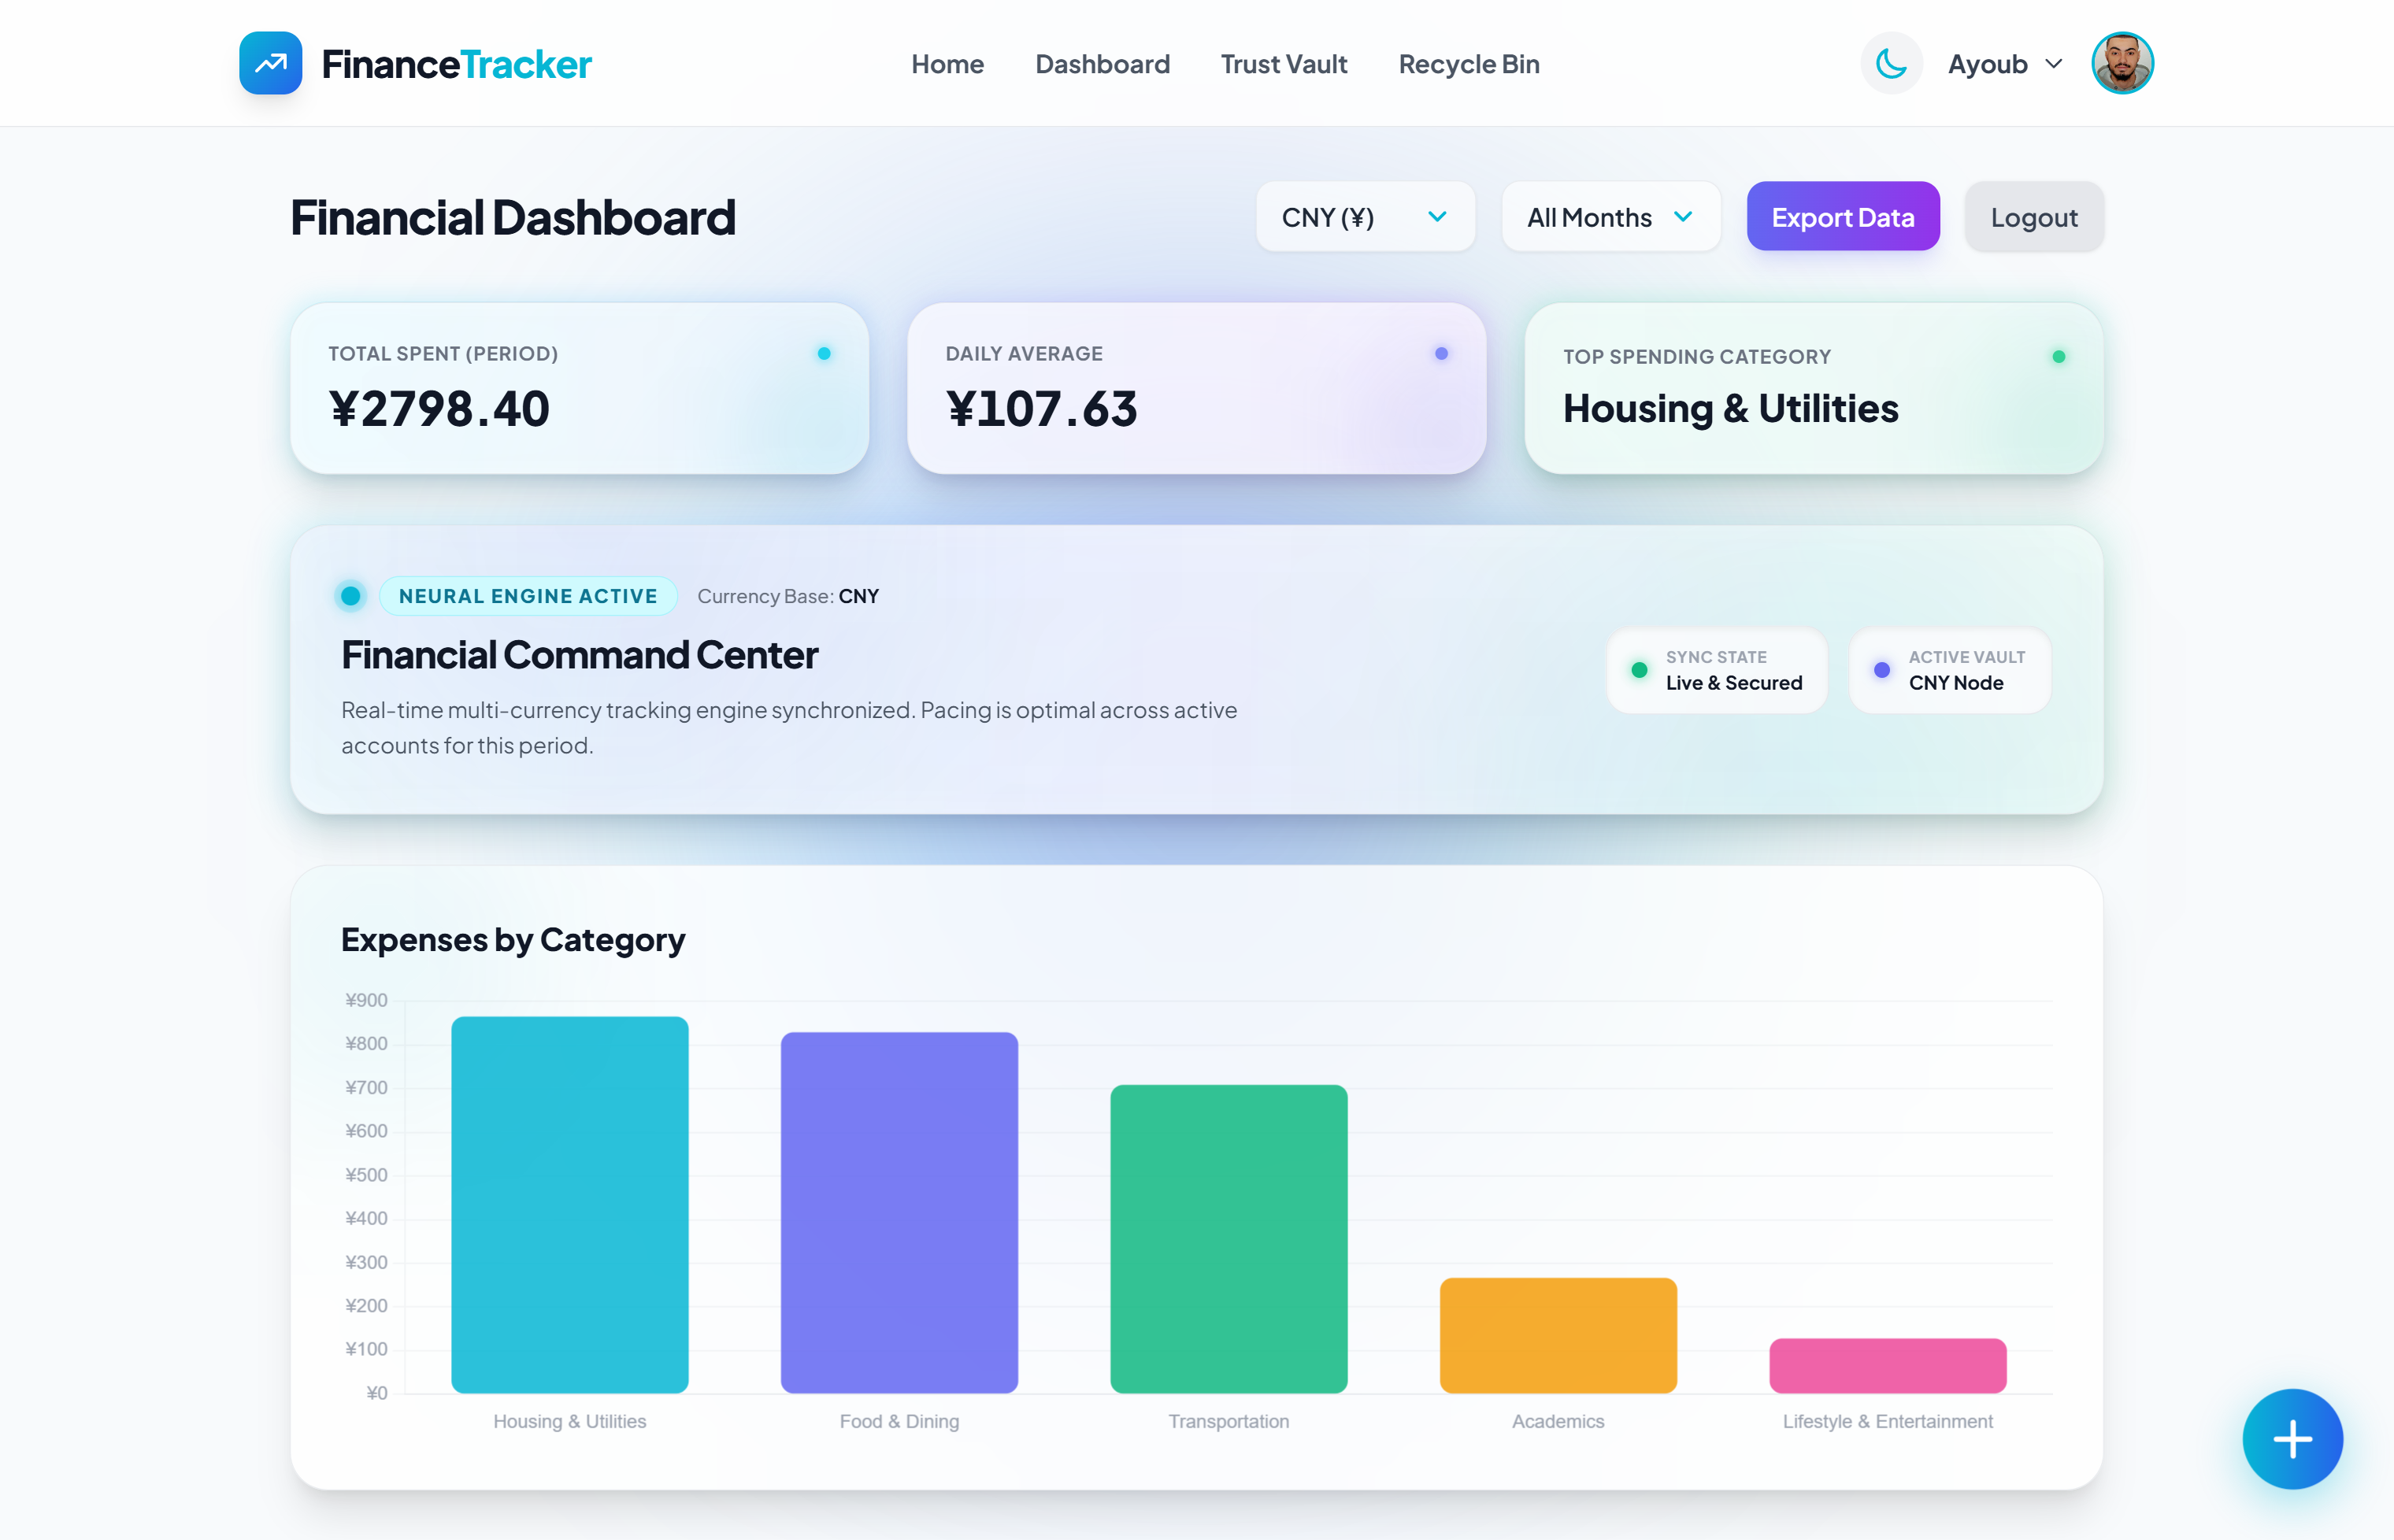 FinanceTracker
Home
Dashboard
Trust Vault
Recycle Bin
Ayoub
Financial Dashboard
CNY (¥)
All Months
Export Data
Logout
TOTAL SPENT (PERIOD)
¥2798.40
DAILY AVERAGE
¥107.63
TOP SPENDING CATEGORY
Housing & Utilities
NEURAL ENGINE ACTIVE
Currency Base: CNY
Financial Command Center
Real-time multi-currency tracking engine synchronized. Pacing is optimal across active
accounts for this period.
SYNC STATE
Live & Secured
ACTIVE VAULT
CNY Node
Expenses by Category
¥900
¥800
¥700
¥600
¥500
¥400
¥300
¥200
¥100
¥0
Housing & Utilities
Food & Dining
Transportation
Academics
Lifestyle & Entertainment